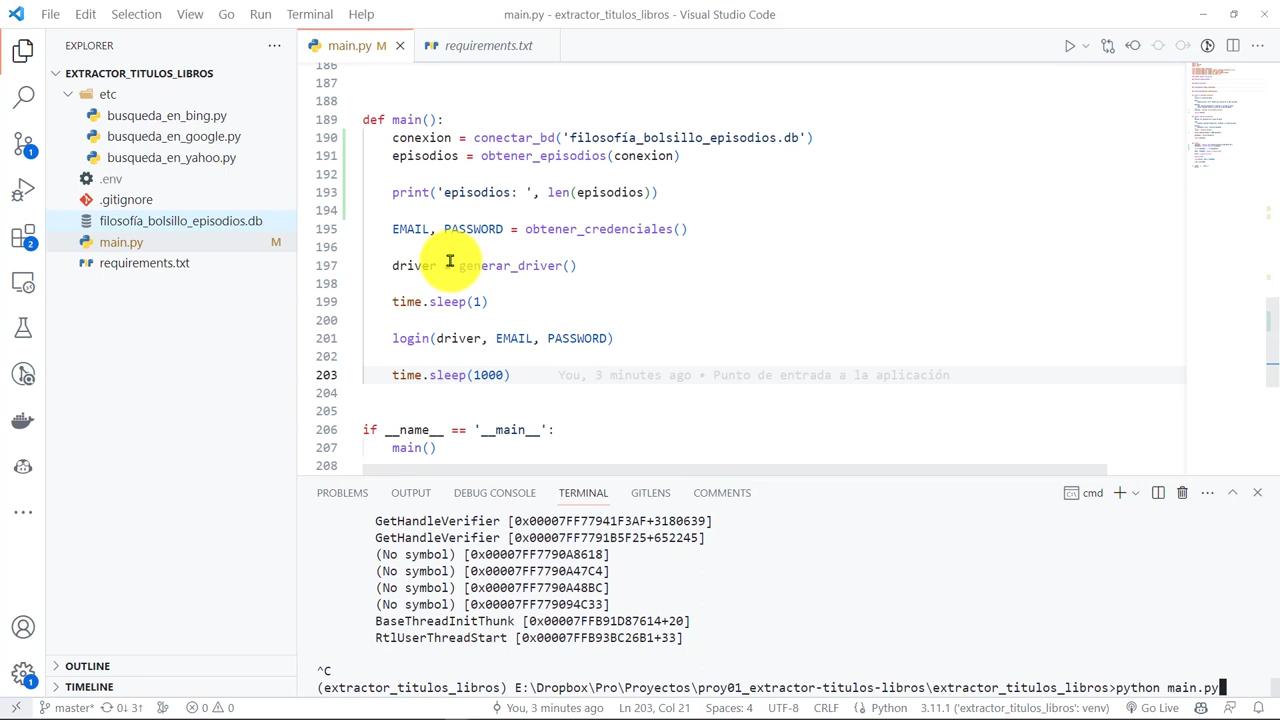 File Edit Selection View Go Run Terminal Help
main.py - extractor_titulos_libros - Visual Studio Code
EXPLORER
main.py M
requirements.txt
EXTRACTOR_TITULOS_LIBROS
etc
busqueda_en_bing.py
busqueda_en_google.py
busqueda_en_yahoo.py
.env
.gitignore
filosofía_bolsillo_episodios.db
main.py M
requirements.txt
OUTLINE
TIMELINE
186
187
188
189 def main():
190
191 episodios = obtener_episodios(
192
193 print('episodios: ', len(episodios))
194
195 EMAIL, PASSWORD = obtener_credenciales()
196
197 driver = generar_driver()
198
199 time.sleep(1)
200
201 login(driver, EMAIL, PASSWORD)
202
203 time.sleep(1000) You, 3 minutes ago • Punto de entrada a la aplicación
204
205
206 if __name__ == '__main__':
207 main()
208
PROBLEMS OUTPUT DEBUG CONSOLE TERMINAL GITLENS COMMENTS
cmd
GetHandleVerifier [0x00007FF77941F3AF+3180639]
GetHandleVerifier [0x00007FF7791B5F25+652245]
(No symbol) [0x00007FF7790A8618]
(No symbol) [0x00007FF7790A47C4]
(No symbol) [0x00007FF7790A48BC]
(No symbol) [0x00007FF779094C33]
BaseThreadInitThunk [0x00007FFB91D87614+20]
RtlUserThreadStart [0x00007FFB93BC26B1+33]
^C
(extractor_titulos_libros) E:\Dropbox\Pro\Proyectos\proy01_extractor-titulos-libros\extractor_titulos_libros>python main.py
1
2
1
master* 0↓ 3↑ 0 0 You, 3 minutes ago Ln 203, Col 21 Spaces: 4 UTF-8 CRLF Python 3.11.1 ('extractor_titulos_libros': venv) Go Live